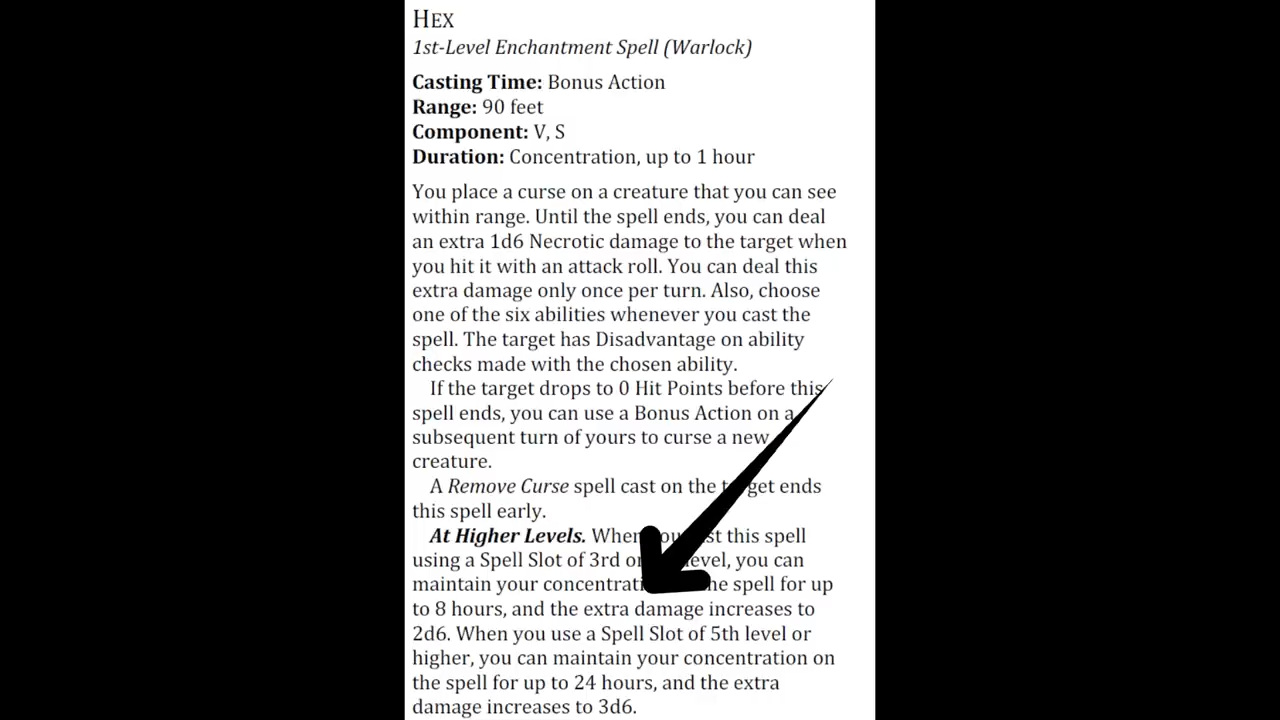 HEX
1st-Level Enchantment Spell (Warlock)
Casting Time: Bonus Action
Range: 90 feet
Component: V, S
Duration: Concentration, up to 1 hour
You place a curse on a creature that you can see
within range. Until the spell ends, you can deal
an extra 1d6 Necrotic damage to the target when
you hit it with an attack roll. You can deal this
extra damage only once per turn. Also, choose
one of the six abilities whenever you cast the
spell. The target has Disadvantage on ability
checks made with the chosen ability.
If the target drops to 0 Hit Points before this
spell ends, you can use a Bonus Action on a
subsequent turn of yours to curse a new
creature.
A Remove Curse spell cast on the target ends
this spell early.
At Higher Levels. When you cast this spell
using a Spell Slot of 3rd or level, you can
maintain your the spell for up
to 8 hours, and the extra damage increases to
2d6. When you use a Spell Slot of 5th level or
higher, you can maintain your concentration on
the spell for up to 24 hours, and the extra
damage increases to 3d6.